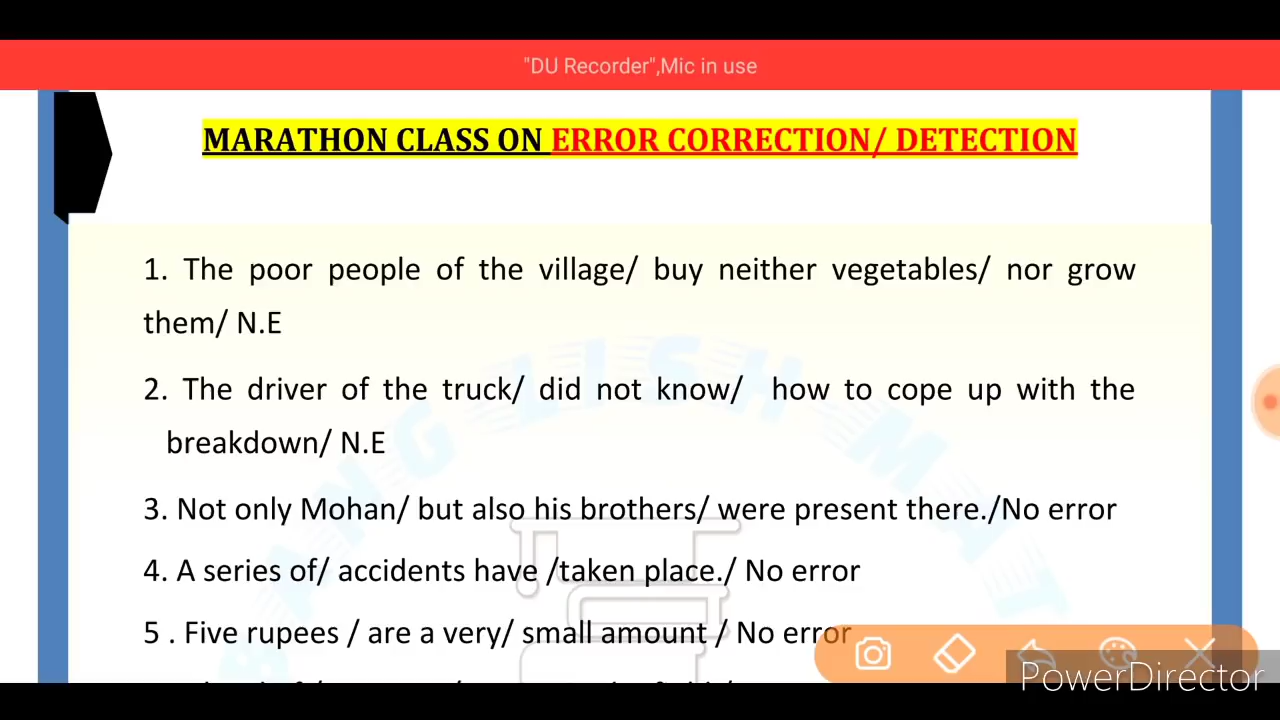 "DU Recorder",Mic in use
MARATHON CLASS ON ERROR CORRECTION/ DETECTION
1. The poor people of the village/ buy neither vegetables/ nor grow
them/ N.E
2. The driver of the truck/ did not know/ how to cope up with the
breakdown/ N.E
3. Not only Mohan/ but also his brothers/ were present there./No error
4. A series of/ accidents have /taken place./ No error
5 . Five rupees / are a very/ small amount / No error
PowerDirector